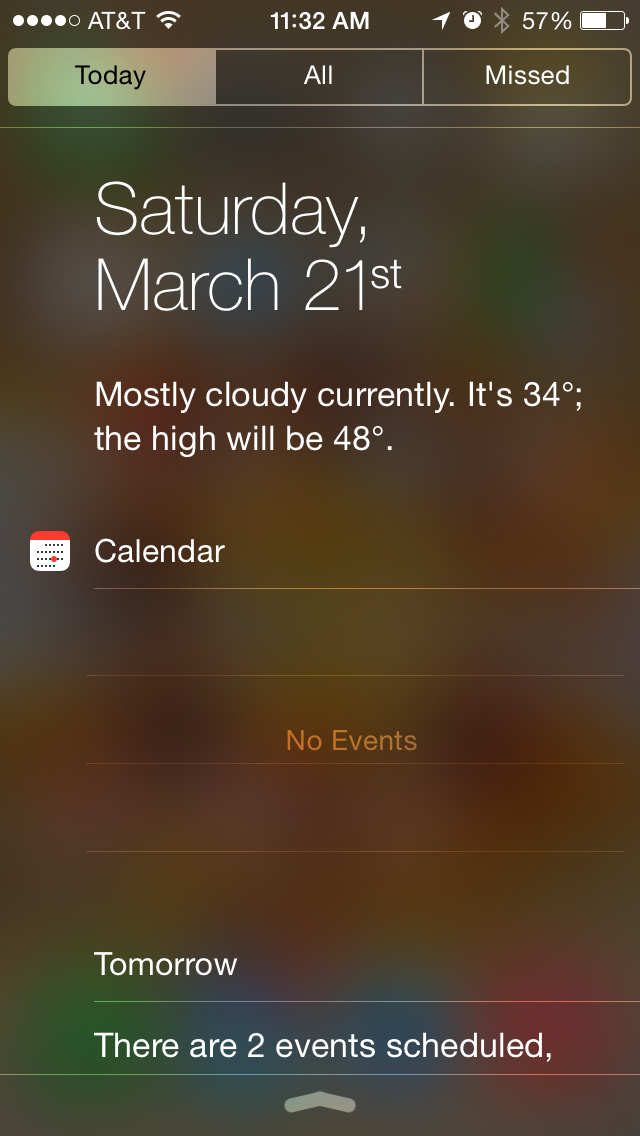 AT&T 11:32 AM 57%
Today All Missed
Saturday,
March 21st
Mostly cloudy currently. It's 34°;
the high will be 48°.
Calendar
No Events
Tomorrow
There are 2 events scheduled,